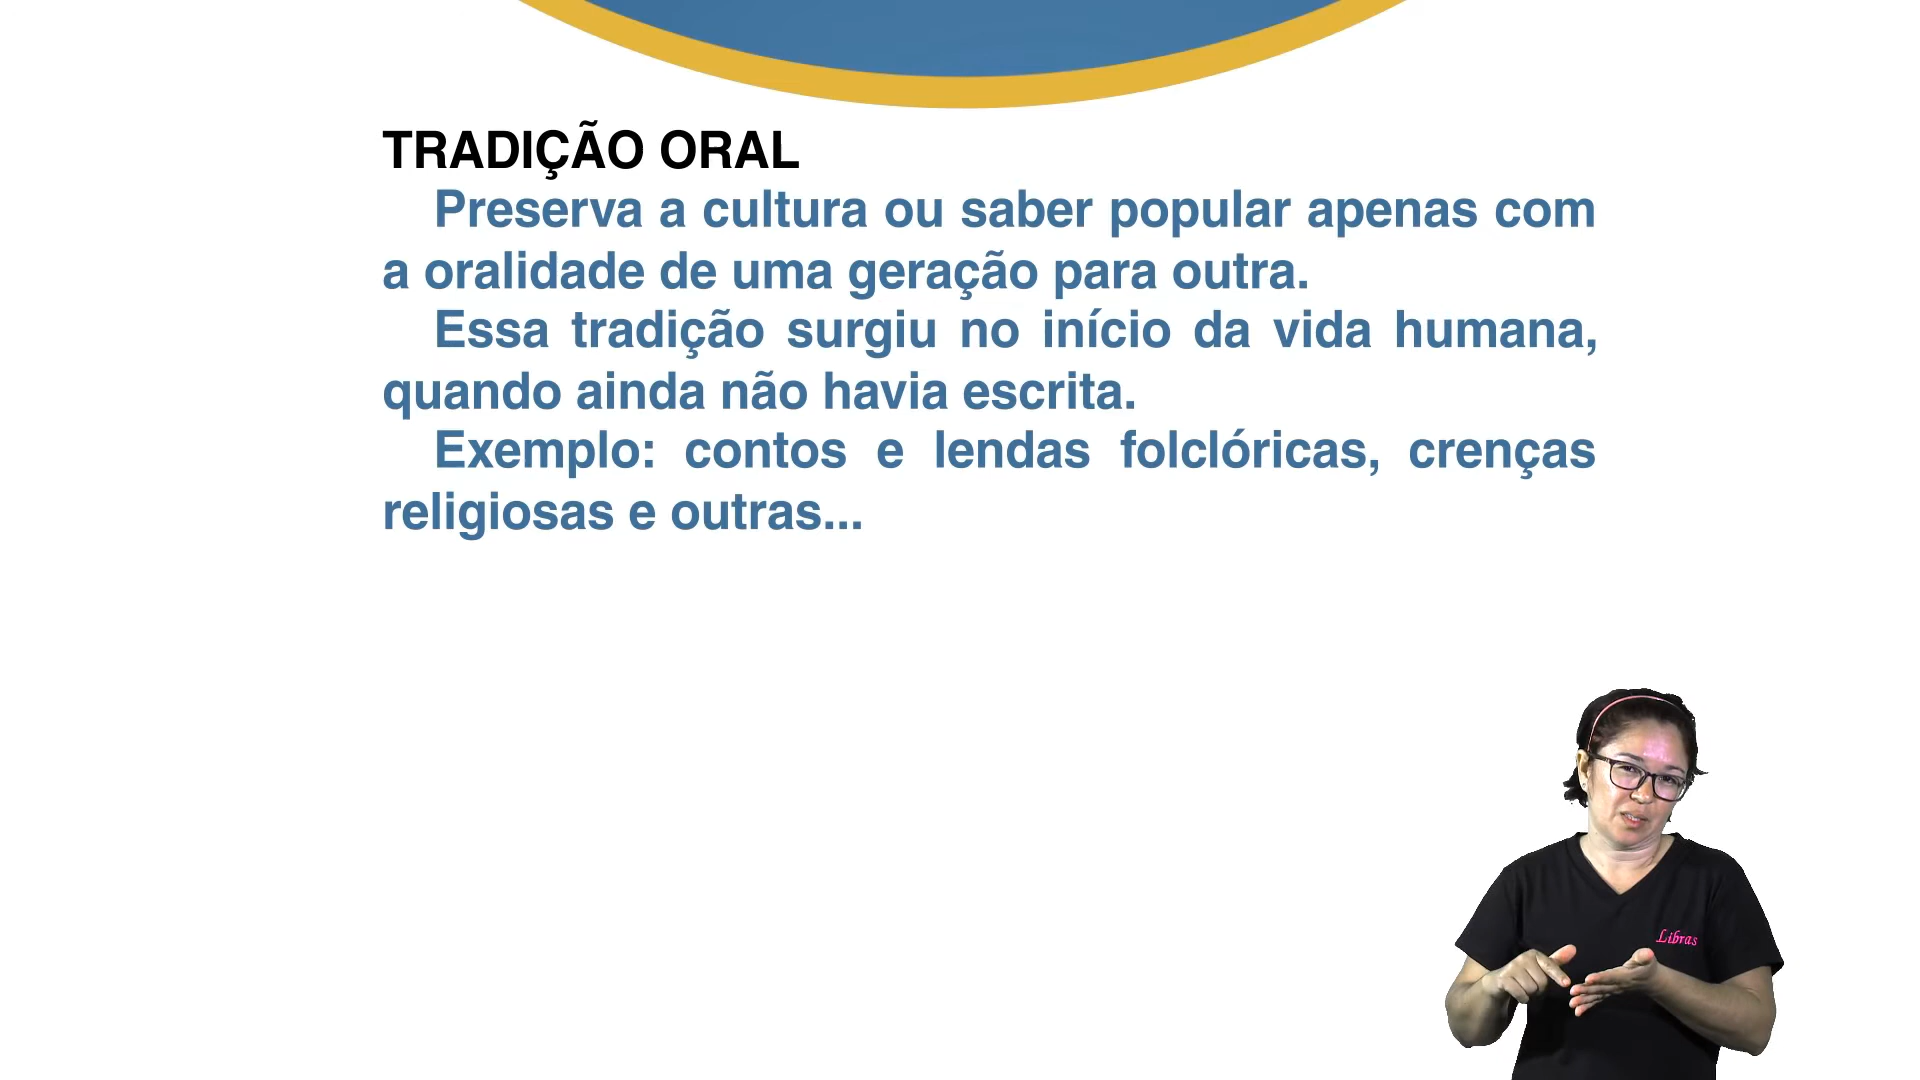 TRADIÇÃO ORAL
Preserva a cultura ou saber popular apenas com
a oralidade de uma geração para outra.
Essa tradição surgiu no início da vida humana,
quando ainda não havia escrita.
Exemplo: contos e lendas folclóricas, crenças
religiosas e outras...
Libras